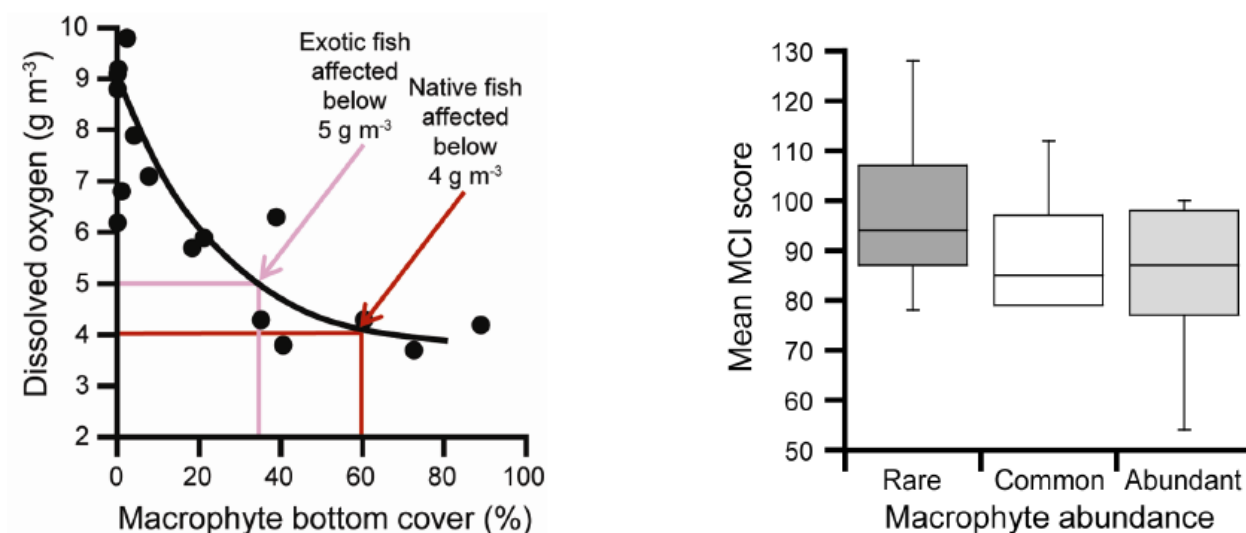 10
9
8
7
6
5
4
3
2
Dissolved oxygen (g m⁻³)
0 20 40 60 80 100
Macrophyte bottom cover (%)
Exotic fish
affected
below
5 g m⁻³
Native fish
affected
below
4 g m⁻³
130
120
110
100
90
80
70
60
50
Mean MCI score
Rare Common Abundant
Macrophyte abundance